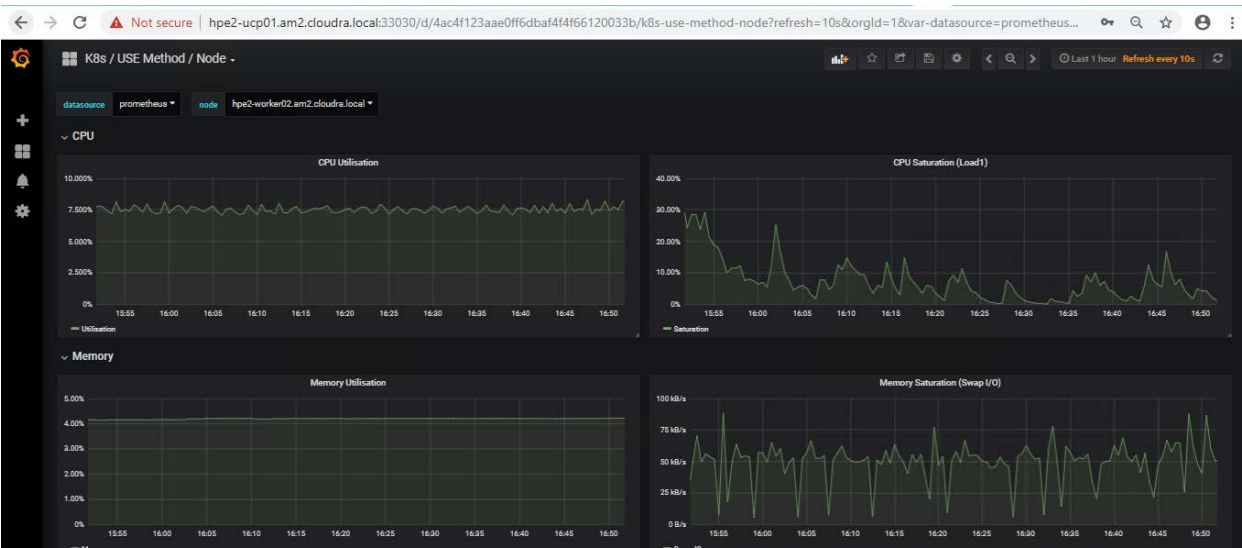 Not secure | hpe2-ucp01.am2.cloudra.local:33030/d/4ac4f123aae0ff6dbaf4f4f66120033b/k8s-use-method-node?refresh=10s&orgId=1&var-datasource=prometheus...
K8s / USE Method / Node
Last 1 hour Refresh every 10s
datasource prometheus node hpe2-worker02.am2.cloudra.local
CPU
CPU Utilisation
10.000%
7.500%
5.000%
2.500%
0%
15:55 16:00 16:05 16:10 16:15 16:20 16:25 16:30 16:35 16:40 16:45 16:50
Utilisation
CPU Saturation (Load1)
40.00%
30.00%
20.00%
10.00%
0%
15:55 16:00 16:05 16:10 16:15 16:20 16:25 16:30 16:35 16:40 16:45 16:50
Saturation
Memory
Memory Utilisation
5.00%
4.00%
3.00%
2.00%
1.00%
0%
15:55 16:00 16:05 16:10 16:15 16:20 16:25 16:30 16:35 16:40 16:45 16:50
Memory Saturation (Swap I/O)
100 kB/s
75 kB/s
50 kB/s
25 kB/s
0 B/s
15:55 16:00 16:05 16:10 16:15 16:20 16:25 16:30 16:35 16:40 16:45 16:50